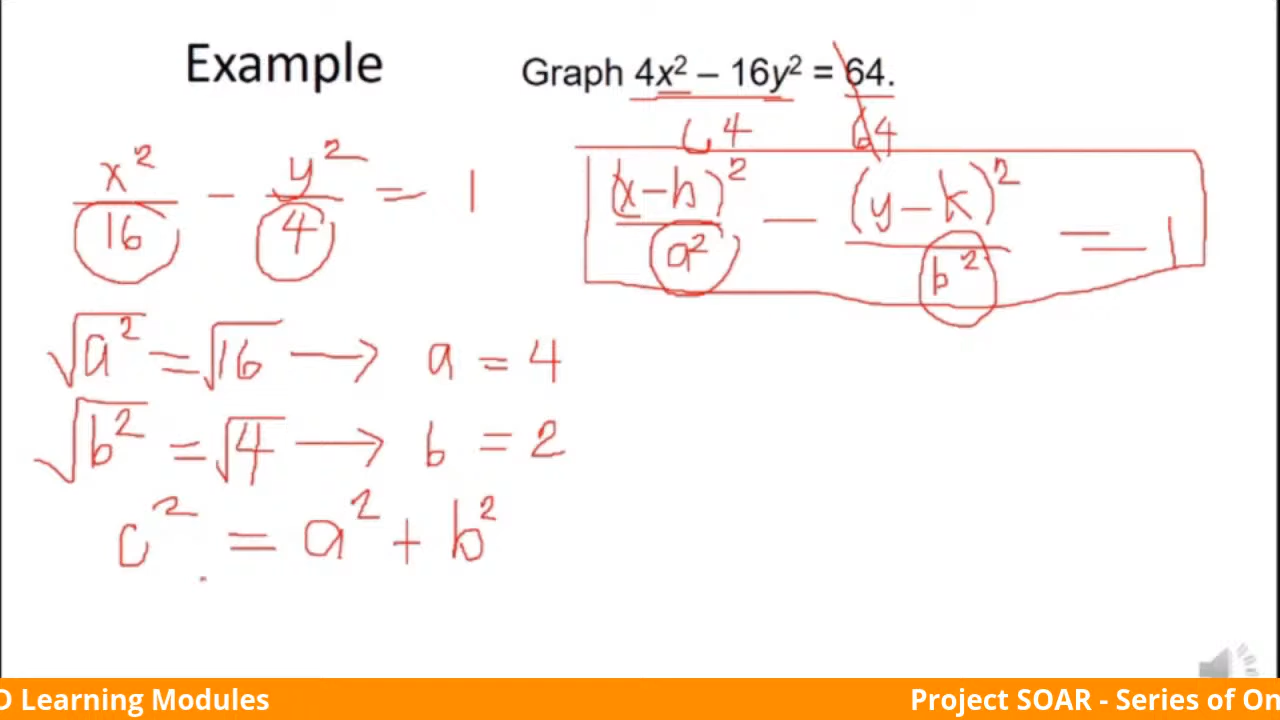 Example
Graph 4x² – 16y² = 64.
64 64
x²/16 - y²/4 = 1
(x-h)²/a² - (y-k)²/b² = 1
√a² = √16 → a = 4
√b² = √4 → b = 2
c² = a² + b²
D Learning Modules
Project SOAR - Series of On